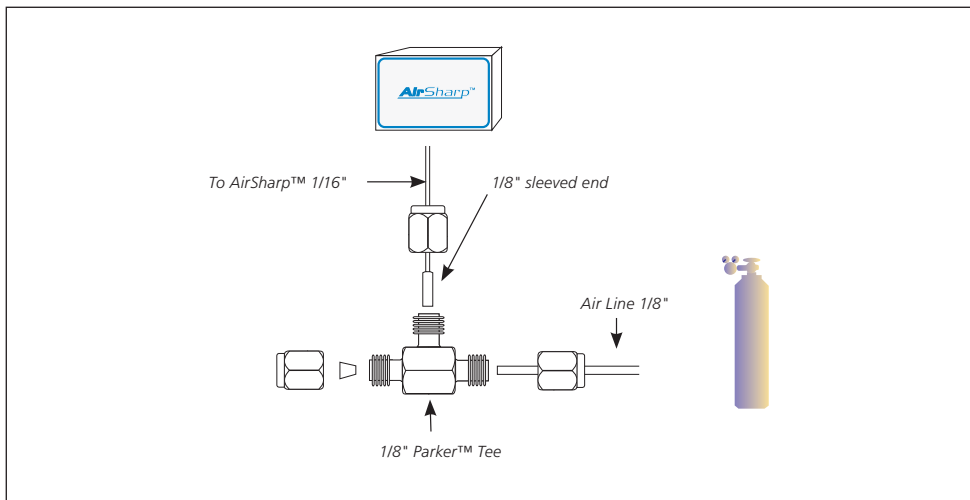 AirSharp™
To AirSharp™ 1/16"
1/8" sleeved end
Air Line 1/8"
1/8" Parker™ Tee